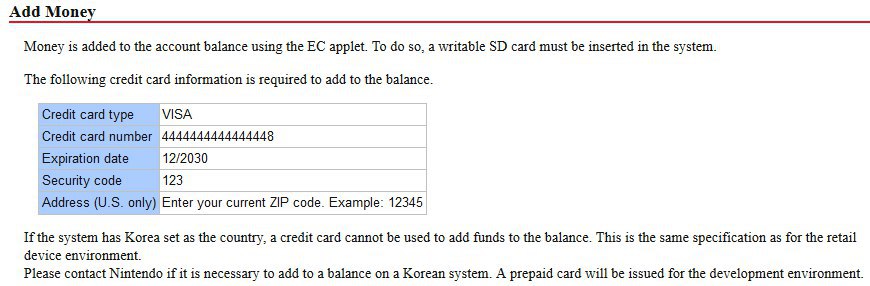 Add Money
Money is added to the account balance using the EC applet. To do so, a writable SD card must be inserted in the system.
The following credit card information is required to add to the balance.
Credit card type VISA
Credit card number 4444444444444448
Expiration date 12/2030
Security code 123
Address (U.S. only) Enter your current ZIP code. Example: 12345
If the system has Korea set as the country, a credit card cannot be used to add funds to the balance. This is the same specification as for the retail
device environment.
Please contact Nintendo if it is necessary to add to a balance on a Korean system. A prepaid card will be issued for the development environment.